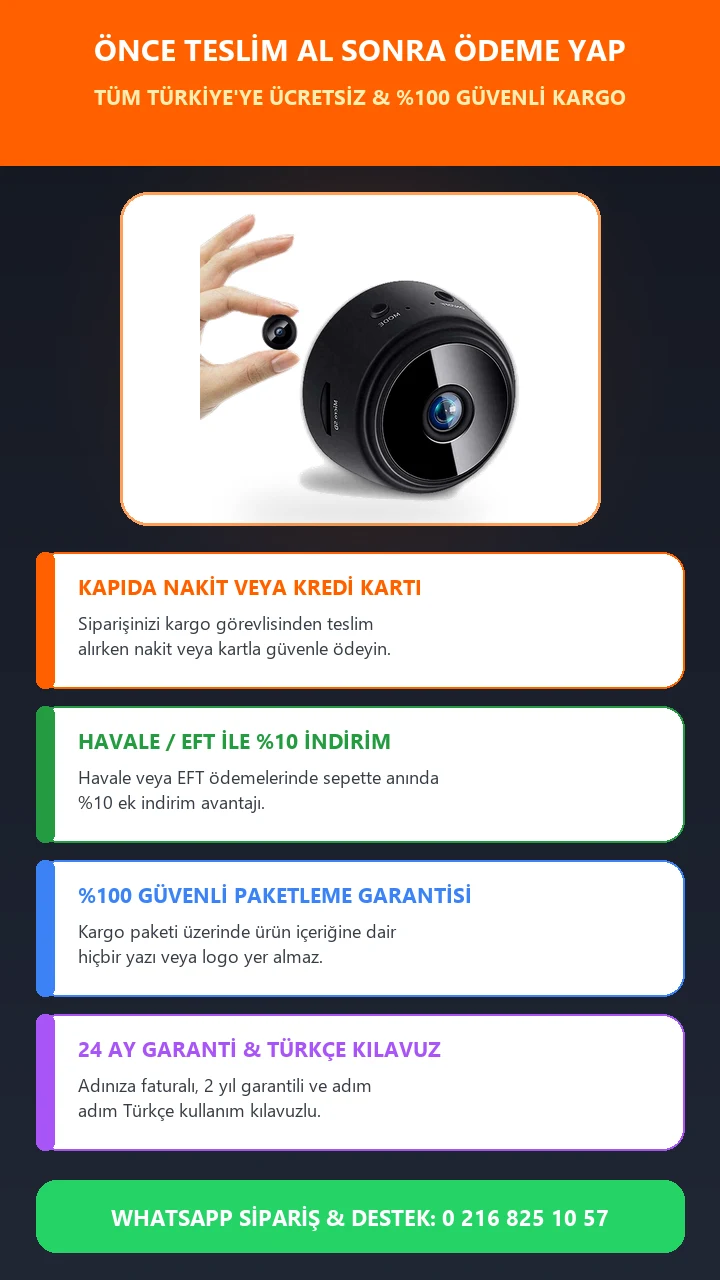 ÖNCE TESLİM AL SONRA ÖDEME YAP
TÜM TÜRKİYE'YE ÜCRETSİZ & %100 GÜVENLİ KARGO
MODE
Micro SD
KAPIDA NAKİT VEYA KREDİ KARTI
Siparişinizi kargo görevlisinden teslim
alırken nakit veya kartla güvenle ödeyin.
HAVALE / EFT İLE %10 İNDİRİM
Havale veya EFT ödemelerinde sepette anında
%10 ek indirim avantajı.
%100 GÜVENLİ PAKETLEME GARANTİSİ
Kargo paketi üzerinde ürün içeriğine dair
hiçbir yazı veya logo yer almaz.
24 AY GARANTİ & TÜRKÇE KILAVUZ
Adınıza faturalı, 2 yıl garantili ve adım
adım Türkçe kullanım kılavuzlu.
WHATSAPP SİPARİŞ & DESTEK: 0 216 825 10 57